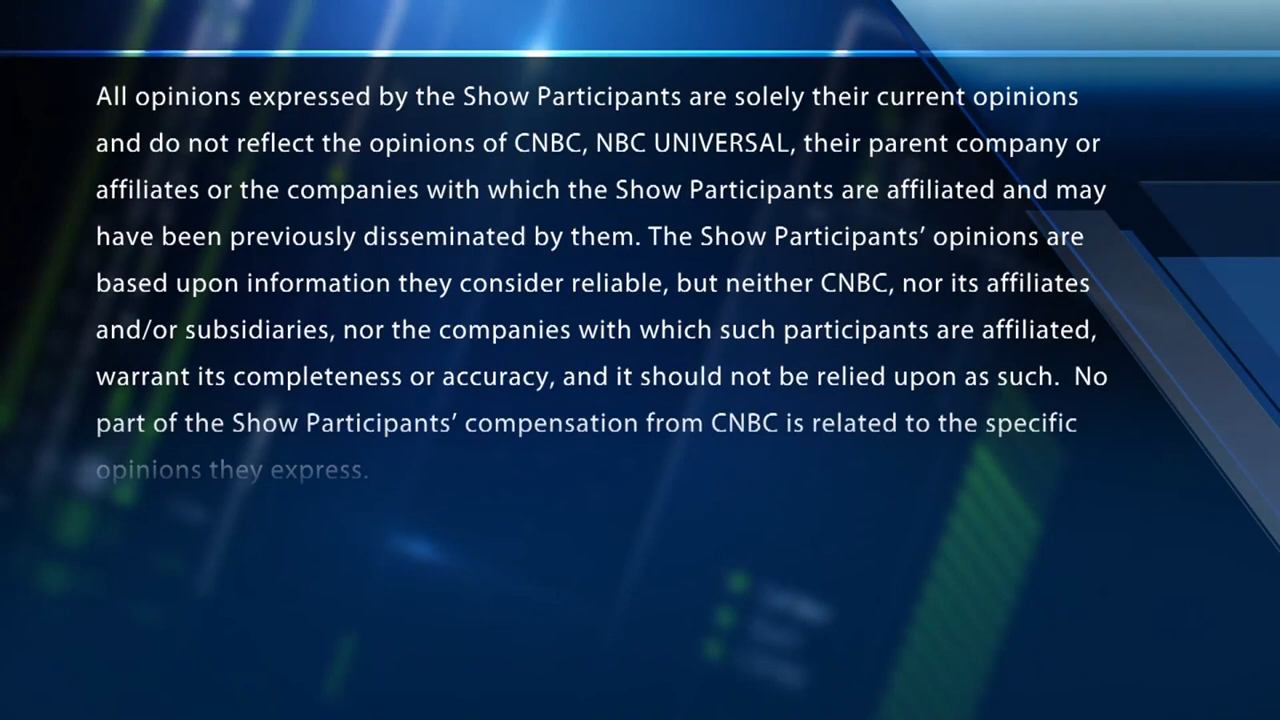 All opinions expressed by the Show Participants are solely their current opinions
and do not reflect the opinions of CNBC, NBC UNIVERSAL, their parent company or
affiliates or the companies with which the Show Participants are affiliated and may
have been previously disseminated by them. The Show Participants’ opinions are
based upon information they consider reliable, but neither CNBC, nor its affiliates
and/or subsidiaries, nor the companies with which such participants are affiliated,
warrant its completeness or accuracy, and it should not be relied upon as such.  No
part of the Show Participants’ compensation from CNBC is related to the specific
opinions they express.